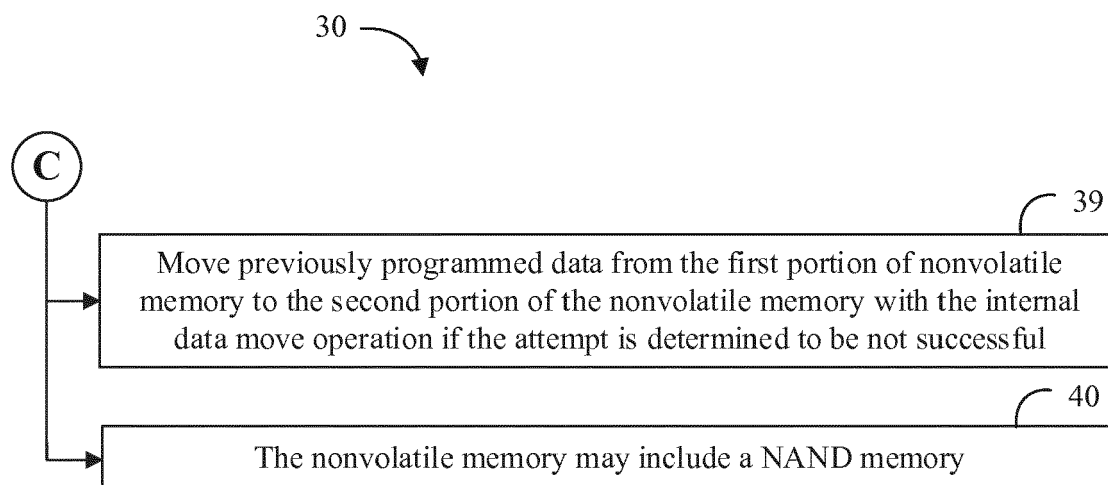 30
C
39
Move previously programmed data from the first portion of nonvolatile
memory to the second portion of the nonvolatile memory with the internal
data move operation if the attempt is determined to be not successful
40
The nonvolatile memory may include a NAND memory